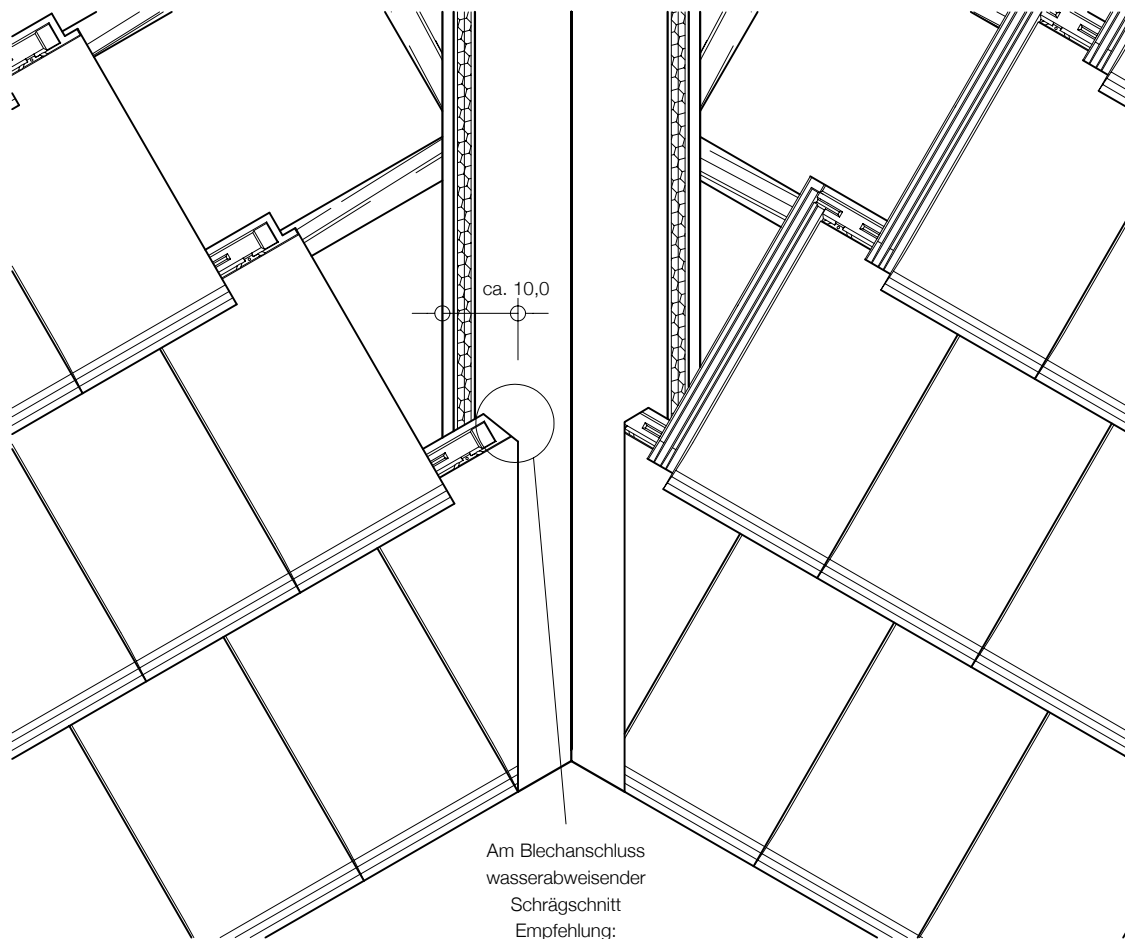 ca. 10,0
Am Blechanschluss
wasserabweisender
Schrägschnitt
Empfehlung: